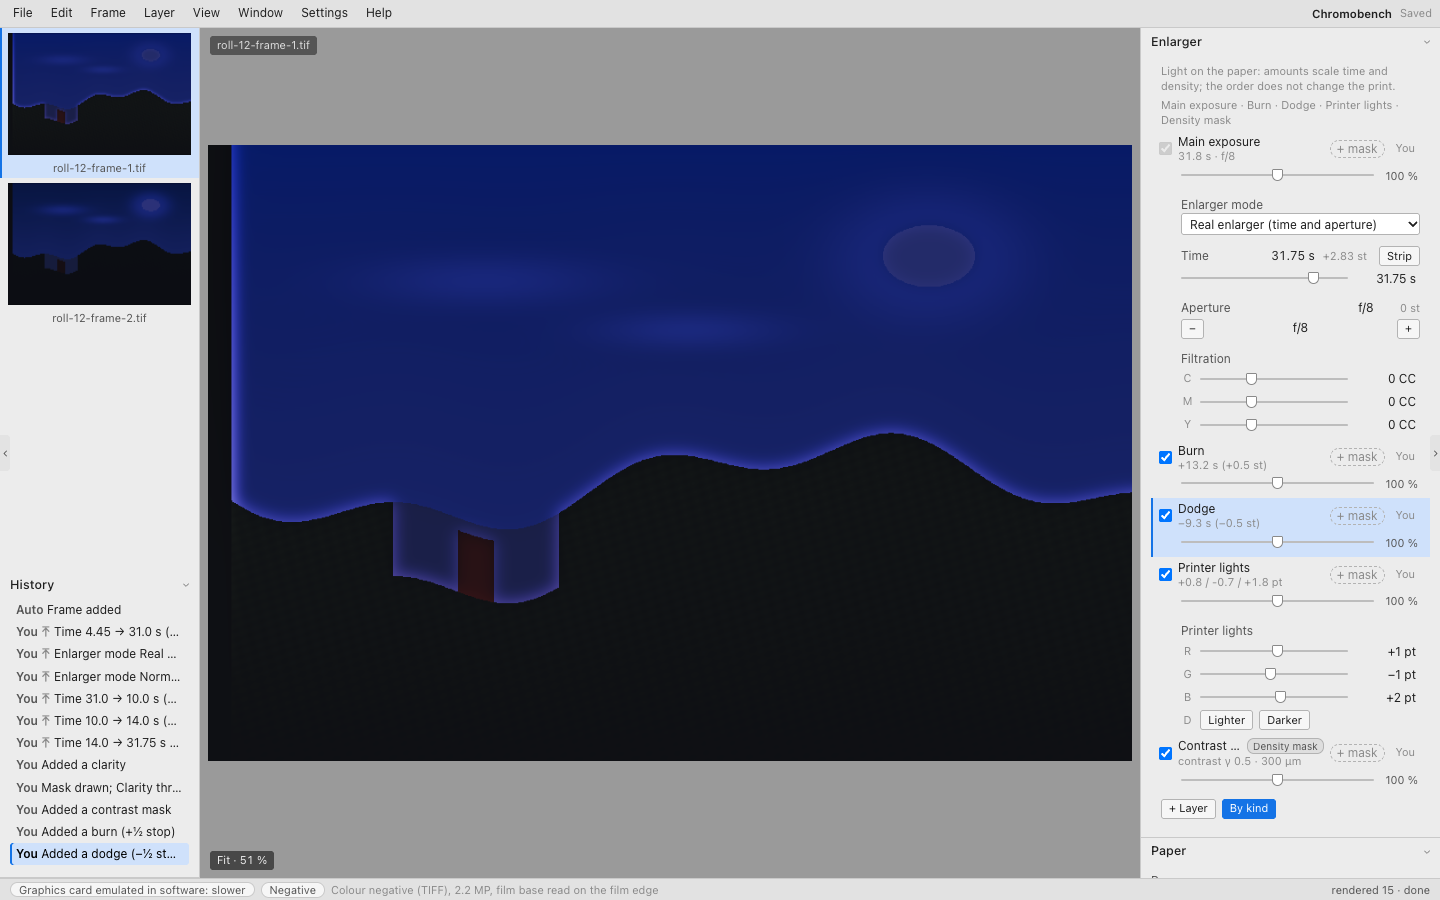 File Edit Frame Layer View Window Settings Help
Chromobench Saved
roll-12-frame-1.tif
roll-12-frame-2.tif
History
Auto Frame added
You Time 4.45 → 31.0 s (...
You Enlarger mode Real ...
You Enlarger mode Norm...
You Time 31.0 → 10.0 s (...
You Time 10.0 → 14.0 s (...
You Time 14.0 → 31.75 s ...
You Added a clarity
You Mask drawn; Clarity thr...
You Added a contrast mask
You Added a burn (+½ stop)
You Added a dodge (−½ st...
roll-12-frame-1.tif
Fit · 51 %
Enlarger
Light on the paper: amounts scale time and
density; the order does not change the print.
Main exposure · Burn · Dodge · Printer lights ·
Density mask
Main exposure + mask You
31.8 s · f/8
100 %
Enlarger mode
Real enlarger (time and aperture)
Time 31.75 s +2.83 st Strip
31.75 s
Aperture f/8 0 st
− f/8 +
Filtration
C 0 CC
M 0 CC
Y 0 CC
Burn + mask You
+13.2 s (+0.5 st)
100 %
Dodge + mask You
−9.3 s (−0.5 st)
100 %
Printer lights + mask You
+0.8 / -0.7 / +1.8 pt
100 %
Printer lights
R +1 pt
G −1 pt
B +2 pt
D Lighter Darker
Contrast ... Density mask + mask You
contrast γ 0.5 · 300 µm
100 %
+ Layer By kind
Paper
Graphics card emulated in software: slower Negative Colour negative (TIFF), 2.2 MP, film base read on the film edge
rendered 15 · done